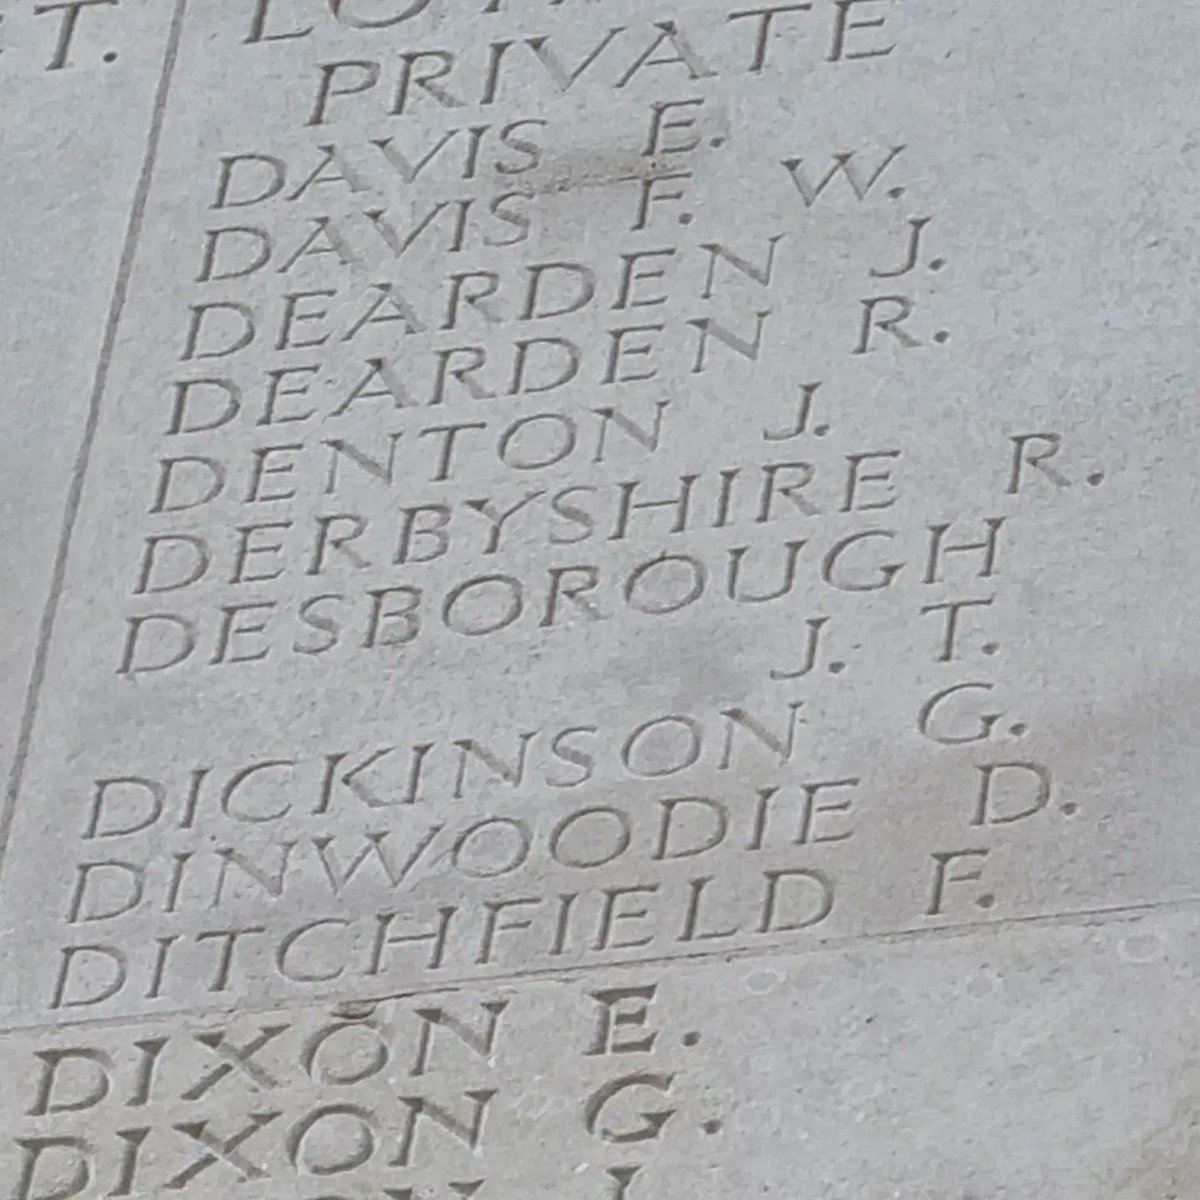 T.
PRIVATE
DAVIS E.
DAVIS F. W.
DEARDEN J.
DEARDEN R.
DENTON J.
DERBYSHIRE R.
DESBOROUGH
J. T.
DICKINSON G.
DINWOODIE D.
DITCHFIELD F.
DIXON E.
DIXON G.